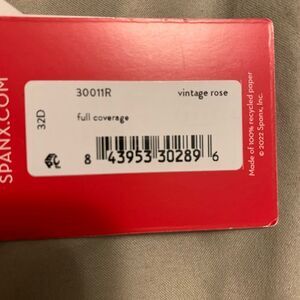 SPANX.COM
32D
30011R
vintage rose
full coverage
8 43953 30289 6
Made of 100% recycled paper
© 2022 Spanx, Inc.